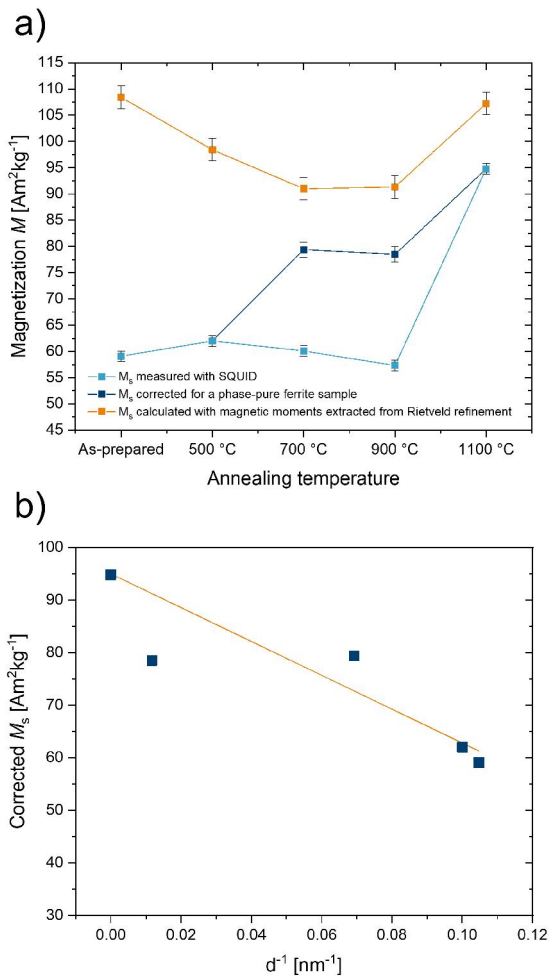 a)
110
105
100
95
90
85
80
75
70
65
60
55
50
45
Magnetization M [Am²kg⁻¹]
Mₛ measured with SQUID
Mₛ corrected for a phase-pure ferrite sample
Mₛ calculated with magnetic moments extracted from Rietveld refinement
As-prepared 500 °C 700 °C 900 °C 1100 °C
Annealing temperature
b)
100
90
80
70
60
50
40
30
Corrected Mₛ [Am²kg⁻¹]
0.00 0.02 0.04 0.06 0.08 0.10 0.12
d⁻¹ [nm⁻¹]